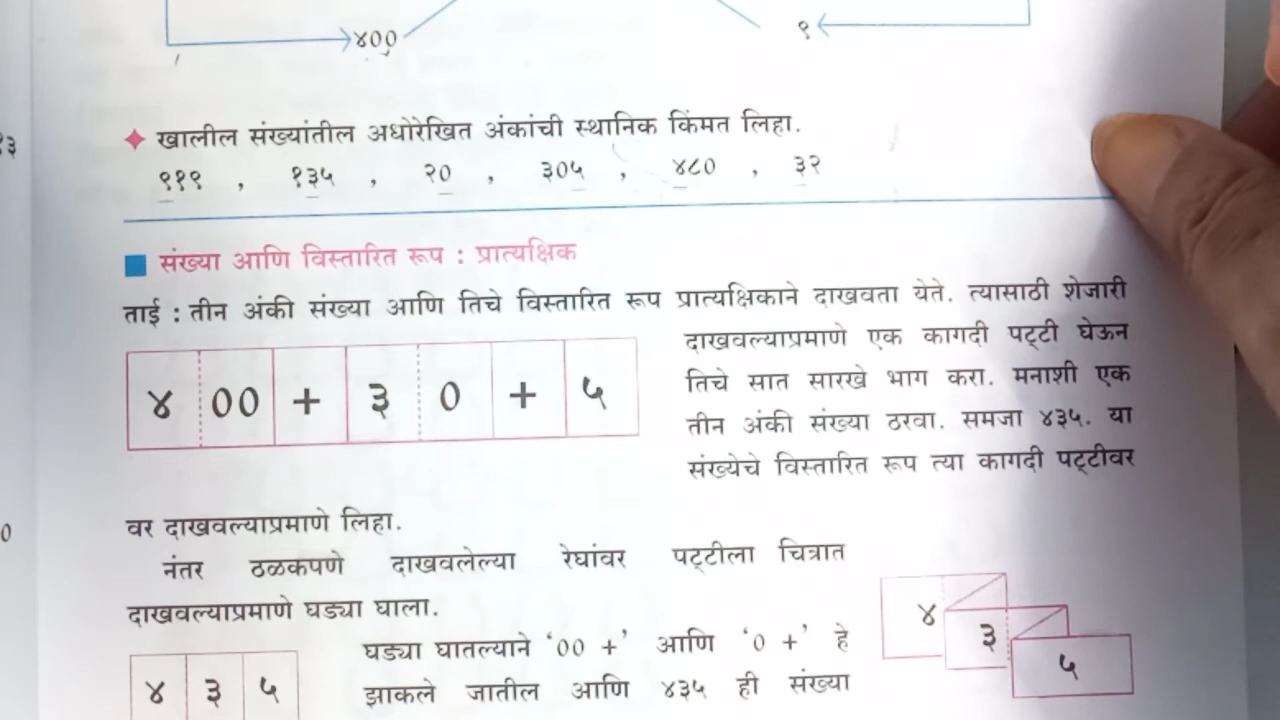 ४००
१
१३
खालील संख्यांतील अधोरेखित अंकांची स्थानिक किंमत लिहा.
९१९ , १३५ , २० , ३०५ , ४८० , ३२
संख्या आणि विस्तारित रूप : प्रात्यक्षिक
ताई : तीन अंकी संख्या आणि तिचे विस्तारित रूप प्रात्यक्षिकाने दाखवता येते. त्यासाठी शेजारी
दाखवल्याप्रमाणे एक कागदी पट्टी घेऊन
तिचे सात सारखे भाग करा. मनाशी एक
तीन अंकी संख्या ठरवा. समजा ४३५. या
संख्येचे विस्तारित रूप त्या कागदी पट्टीवर
४ 00 + ३ 0 + ५
वर दाखवल्याप्रमाणे लिहा.
नंतर ठळकपणे दाखवलेल्या रेघांवर पट्टीला चित्रात
दाखवल्याप्रमाणे घड्या घाला.
घड्या घातल्याने ‘00 +’ आणि ‘0 +’ हे
झाकले जातील आणि ४३५ ही संख्या
४ ३ ५
४
३
५
0